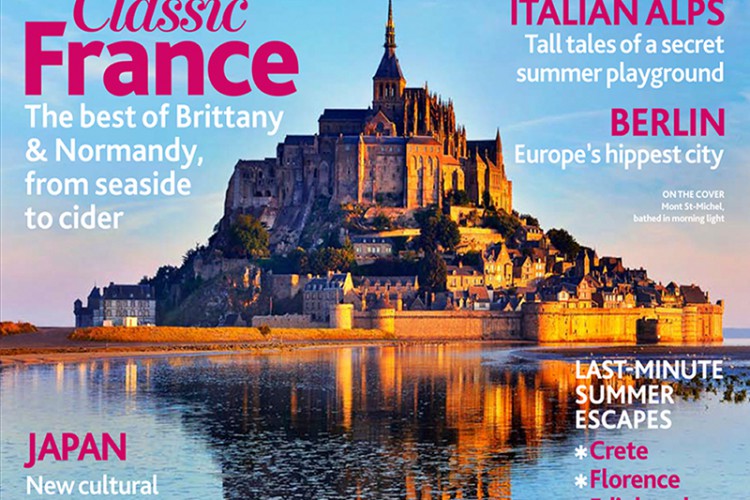 Classic
France
The best of Brittany
& Normandy,
from seaside
to cider
ITALIAN ALPS
Tall tales of a secret
summer playground
BERLIN
Europe's hippest city
ON THE COVER
Mont St-Michel,
bathed in morning light
LAST-MINUTE
SUMMER
ESCAPES
*Crete
*Florence
JAPAN
New cultural